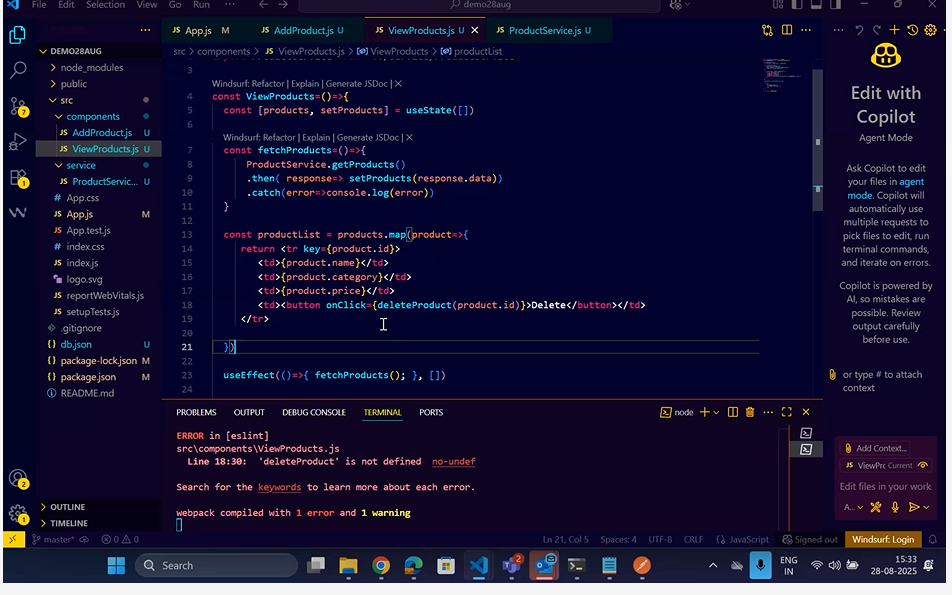 File Edit Selection View Go Run ··· demo28aug
DEMO28AUG
node_modules
public
src
components
JS AddProduct.js U
JS ViewProducts.js U
service
JS ProductServic... U
# App.css
JS App.js M
JS App.test.js
# index.css
JS index.js
logo.svg
JS reportWebVitals.js
JS setupTests.js
.gitignore
{} db.json
{} package-lock.json M
{} package.json M
README.md
OUTLINE
TIMELINE
JS App.js M JS AddProduct.js U JS ViewProducts.js U JS ProductService.js U
src > components > JS ViewProducts.js > ViewProducts > productList
3
Windsurf: Refactor | Explain | Generate JSDoc | X
4 const ViewProducts=()=>{
5 const [products, setProducts] = useState([])
6
Windsurf: Refactor | Explain | Generate JSDoc | X
7 const fetchProducts=()=>{
8 ProductService.getProducts()
9 .then( response=> setProducts(response.data))
10 .catch(error=>console.log(error))
11 }
12
13 const productList = products.map(product=>{
14 return <tr key={product.id}>
15 <td>{product.name}</td>
16 <td>{product.category}</td>
17 <td>{product.price}</td>
18 <td><button onClick={deleteProduct(product.id)}>Delete</button></td>
19 </tr>
20
21 })
22
23 useEffect(()=>{ fetchProducts(); }, [])
24
PROBLEMS OUTPUT DEBUG CONSOLE TERMINAL PORTS node
ERROR in [eslint]
src\components\ViewProducts.js
Line 18:30: 'deleteProduct' is not defined no-undef
Search for the keywords to learn more about each error.
webpack compiled with 1 error and 1 warning
Edit with
Copilot
Agent Mode
Ask Copilot to edit
your files in agent
mode. Copilot will
automatically use
multiple requests to
pick files to edit, run
terminal commands,
and iterate on errors.
Copilot is powered by
AI, so mistakes are
possible. Review
output carefully
before use.
or type # to attach
context
Add Context...
JS ViewPrc Current
Edit files in your work
A...
7
1
2
1
master* 0 0 Ln 21, Col 5 Spaces: 4 UTF-8 CRLF {} JavaScript Signed out Windsurf: Login
Search
2
ENG
IN
15:33
28-08-2025